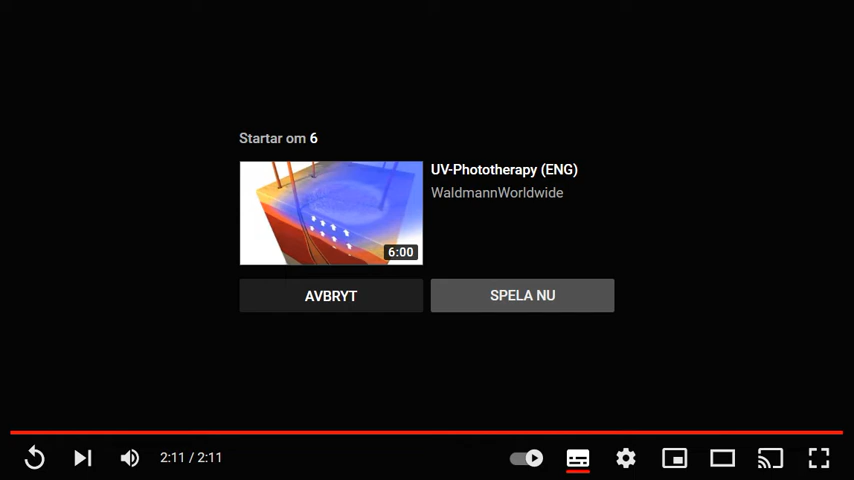 Startar om 6
UV-Phototherapy (ENG)
WaldmannWorldwide
6:00
AVBRYT
SPELA NU
2:11 / 2:11